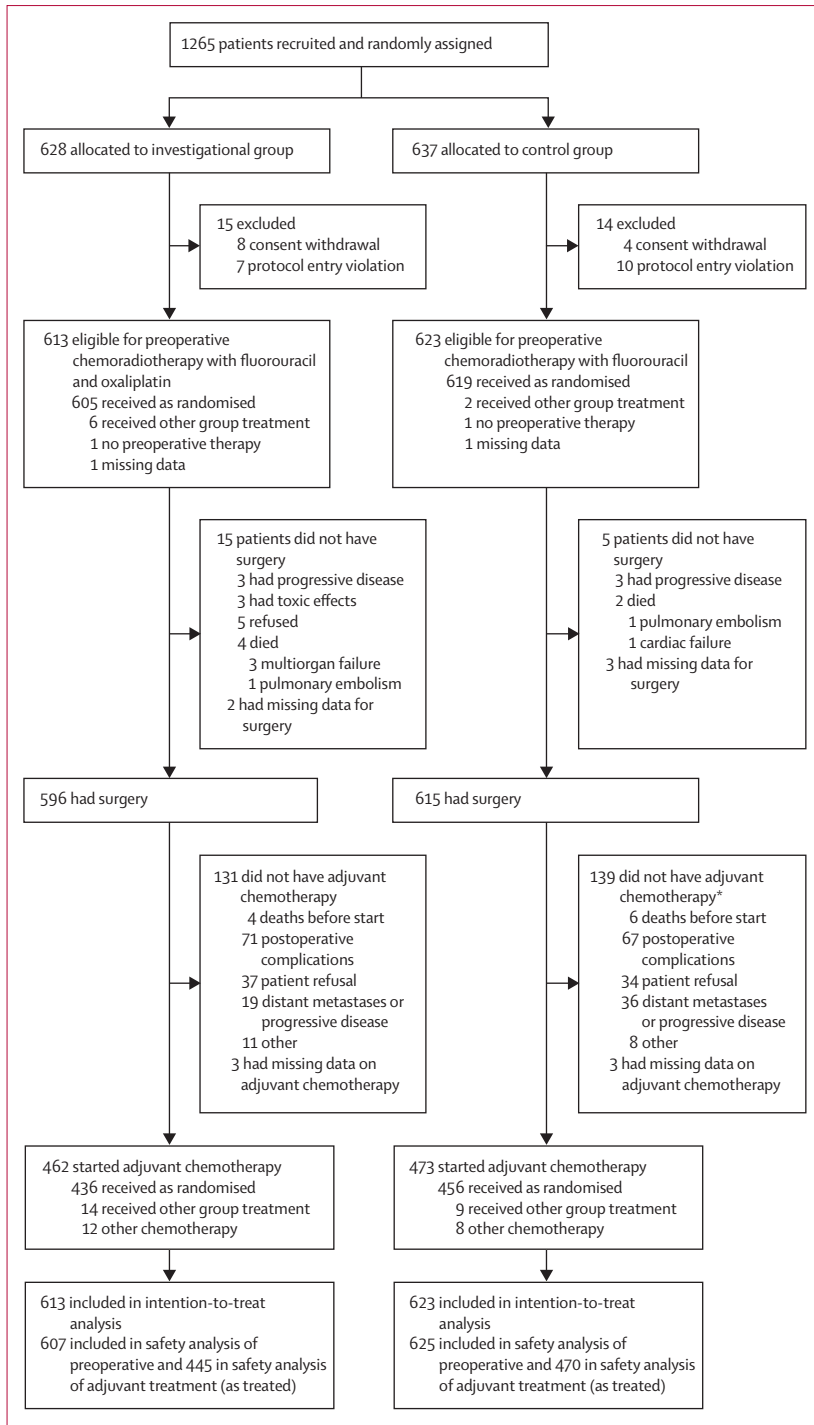 1265 patients recruited and randomly assigned
628 allocated to investigational group
637 allocated to control group
15 excluded
8 consent withdrawal
7 protocol entry violation
14 excluded
4 consent withdrawal
10 protocol entry violation
613 eligible for preoperative
chemoradiotherapy with fluorouracil
and oxaliplatin
605 received as randomised
6 received other group treatment
1 no preoperative therapy
1 missing data
623 eligible for preoperative
chemoradiotherapy with fluorouracil
619 received as randomised
2 received other group treatment
1 no preoperative therapy
1 missing data
15 patients did not have
surgery
3 had progressive disease
3 had toxic effects
5 refused
4 died
3 multiorgan failure
1 pulmonary embolism
2 had missing data for
surgery
5 patients did not have
surgery
3 had progressive disease
2 died
1 pulmonary embolism
1 cardiac failure
3 had missing data for
surgery
596 had surgery
615 had surgery
131 did not have adjuvant
chemotherapy
4 deaths before start
71 postoperative
complications
37 patient refusal
19 distant metastases or
progressive disease
11 other
3 had missing data on
adjuvant chemotherapy
139 did not have adjuvant
chemotherapy*
6 deaths before start
67 postoperative
complications
34 patient refusal
36 distant metastases
or progressive disease
8 other
3 had missing data on
adjuvant chemotherapy
462 started adjuvant chemotherapy
436 received as randomised
14 received other group treatment
12 other chemotherapy
473 started adjuvant chemotherapy
456 received as randomised
9 received other group treatment
8 other chemotherapy
613 included in intention-to-treat
analysis
607 included in safety analysis of
preoperative and 445 in safety analysis
of adjuvant treatment (as treated)
623 included in intention-to-treat
analysis
625 included in safety analysis of
preoperative and 470 in safety analysis
of adjuvant treatment (as treated)